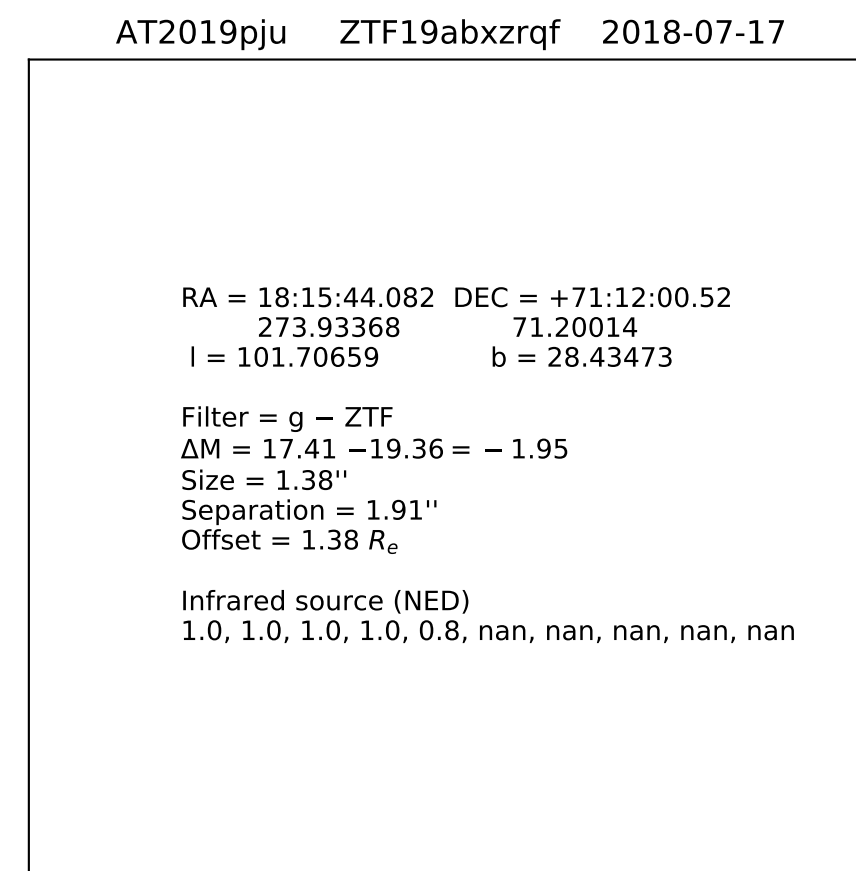 AT2019pju ZTF19abxzrqf 2018-07-17
RA = 18:15:44.082 DEC = +71:12:00.52
273.93368 71.20014
l = 101.70659 b = 28.43473
Filter = g − ZTF
ΔM = 17.41 −19.36 = − 1.95
Size = 1.38''
Separation = 1.91''
Offset = 1.38 Rₑ
Infrared source (NED)
1.0, 1.0, 1.0, 1.0, 0.8, nan, nan, nan, nan, nan